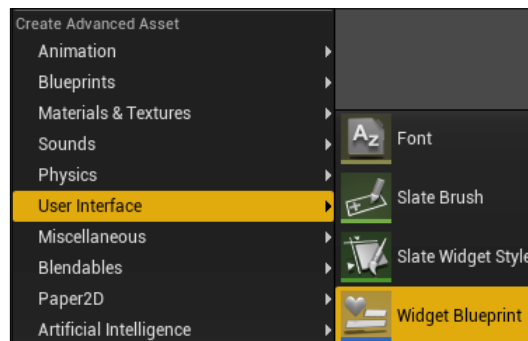 Create Advanced Asset
Animation
Blueprints
Materials & Textures
Sounds
Physics
User Interface
Miscellaneous
Blendables
Paper2D
Artificial Intelligence
Font
Slate Brush
Slate Widget Style
Widget Blueprint